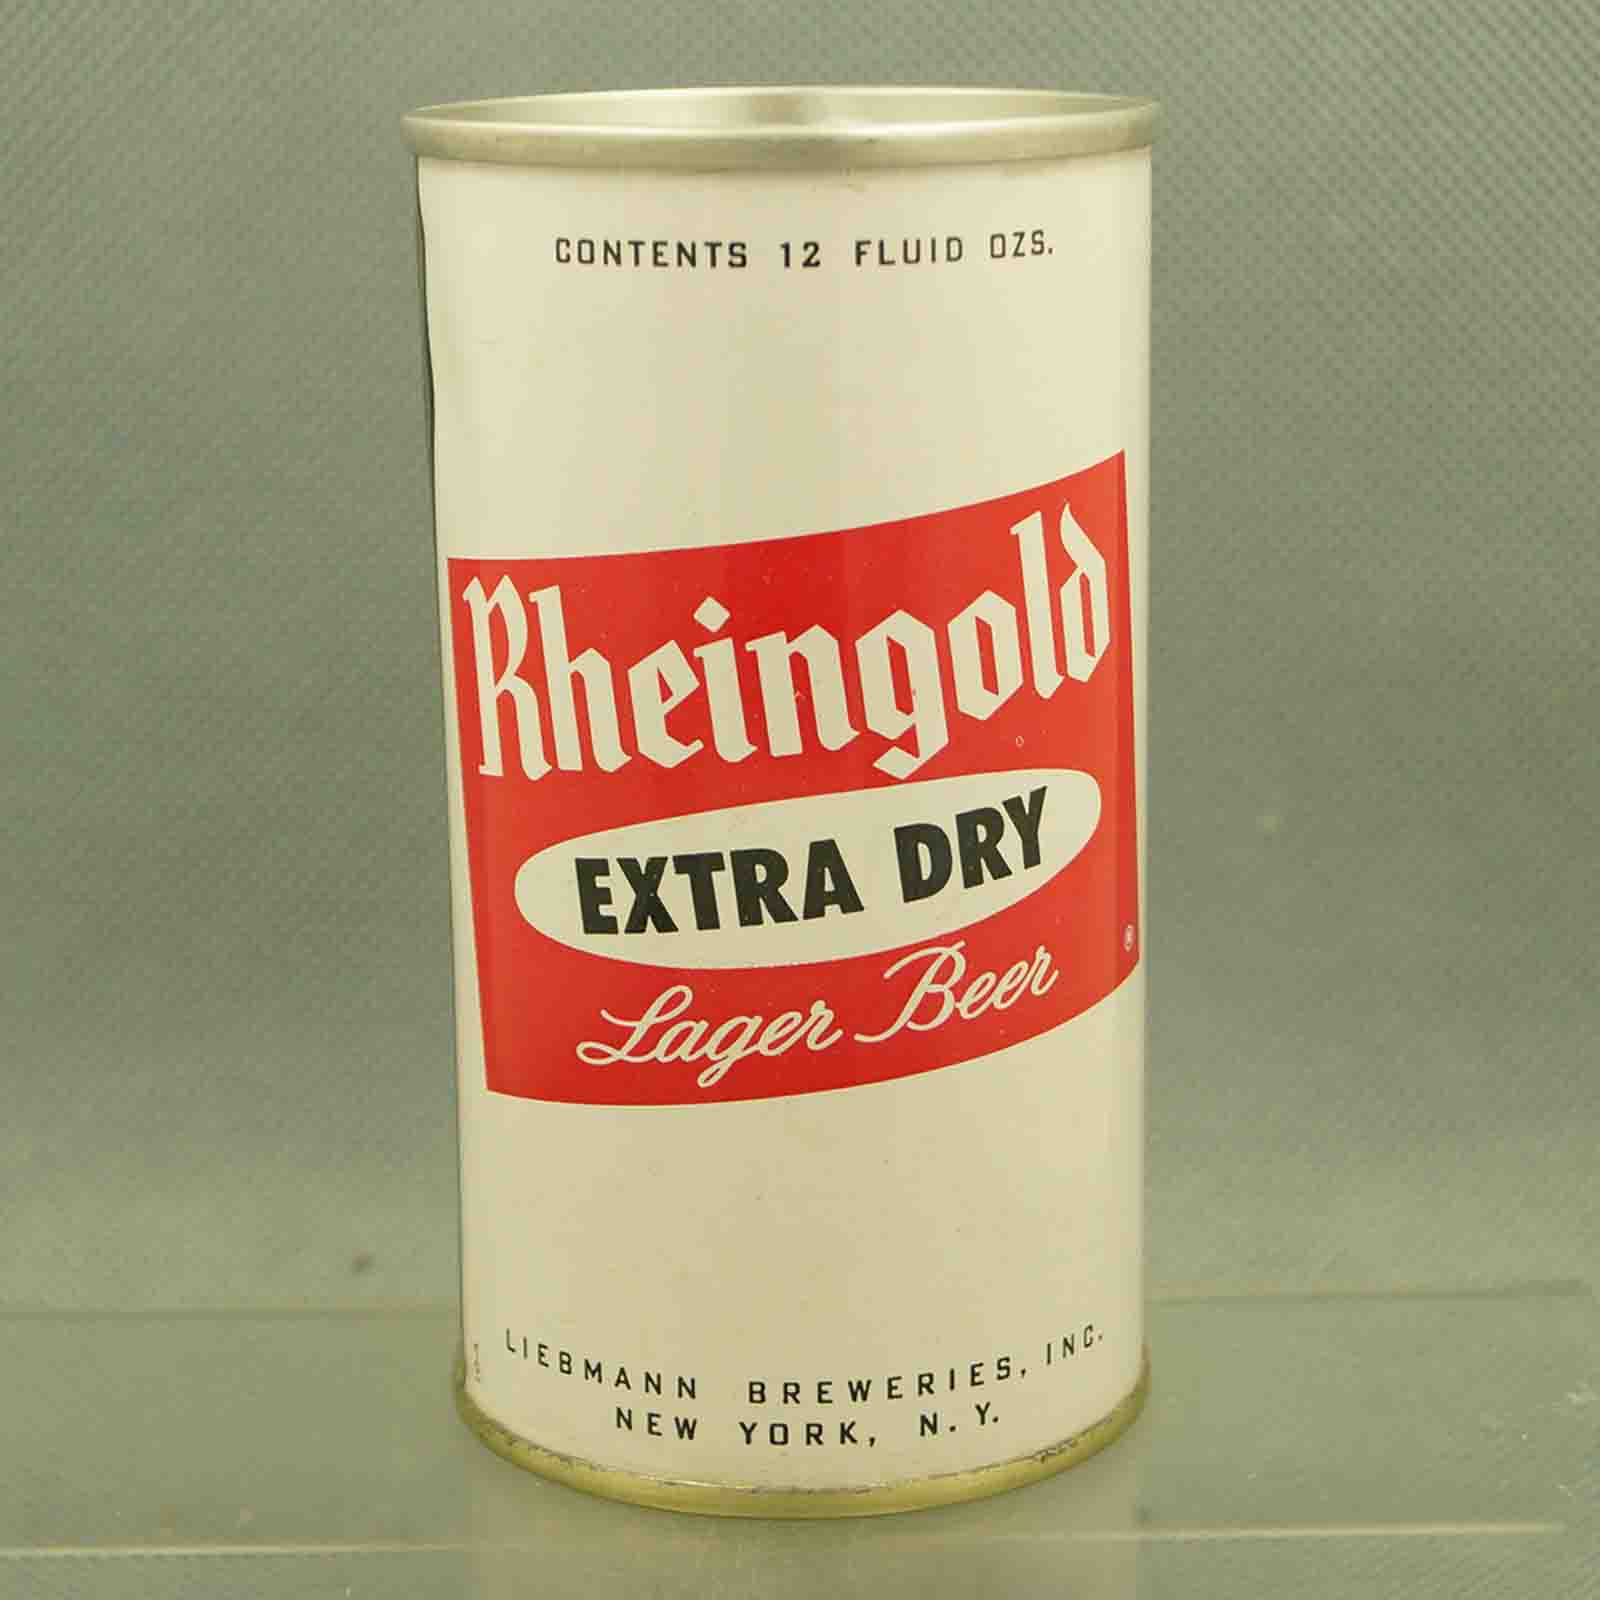 CONTENTS 12 FLUID OZS.
Rheingold
EXTRA DRY
Lager Beer
®
LIEBMANN BREWERIES, INC.
NEW YORK, N.Y.